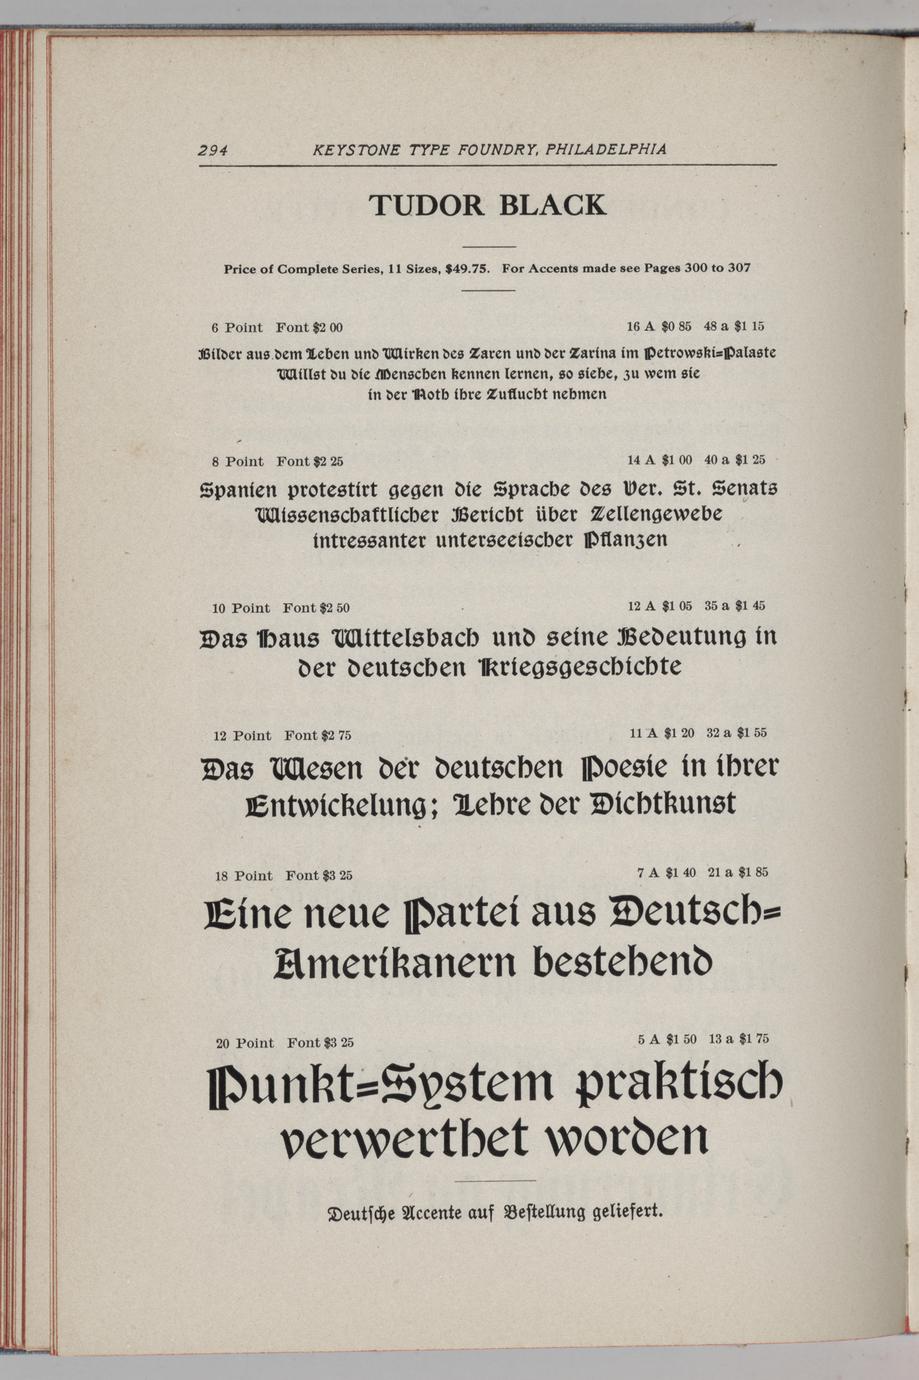 294 KEYSTONE TYPE FOUNDRY, PHILADELPHIA
TUDOR BLACK
Price of Complete Series, 11 Sizes, $49.75. For Accents made see Pages 300 to 307
6 Point Font $2 00 16 A $0 85 48 a $1 15
Bilder aus dem Leben und Wirken des Zaren und der Zarina im Petrowski=Palaste
Willst du die Menschen kennen lernen, so siehe, zu wem sie
in der Noth ihre Zuflucht nehmen
8 Point Font $2 25 14 A $1 00 40 a $1 25
Spanien protestirt gegen die Sprache des Ver. St. Senats
Wissenschaftlicher Bericht über Zellengewebe
intressanter unterseeischer Pflanzen
10 Point Font $2 50 12 A $1 05 35 a $1 45
Das Haus Wittelsbach und seine Bedeutung in
der deutschen Kriegsgeschichte
12 Point Font $2 75 11 A $1 20 32 a $1 55
Das Wesen der deutschen Poesie in ihrer
Entwickelung; Lehre der Dichtkunst
18 Point Font $3 25 7 A $1 40 21 a $1 85
Eine neue Partei aus Deutsch=
Amerikanern bestehend
20 Point Font $3 25 5 A $1 50 13 a $1 75
Punkt=System praktisch
verwerthet worden
Deutſche Accente auf Beſtellung geliefert.